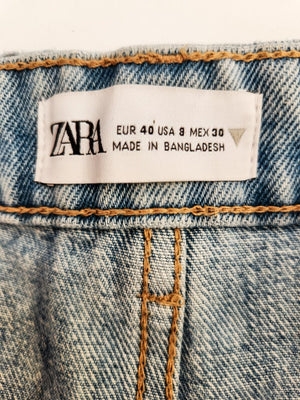 ZARA
EUR 40 USA 8 MEX 30
MADE IN BANGLADESH